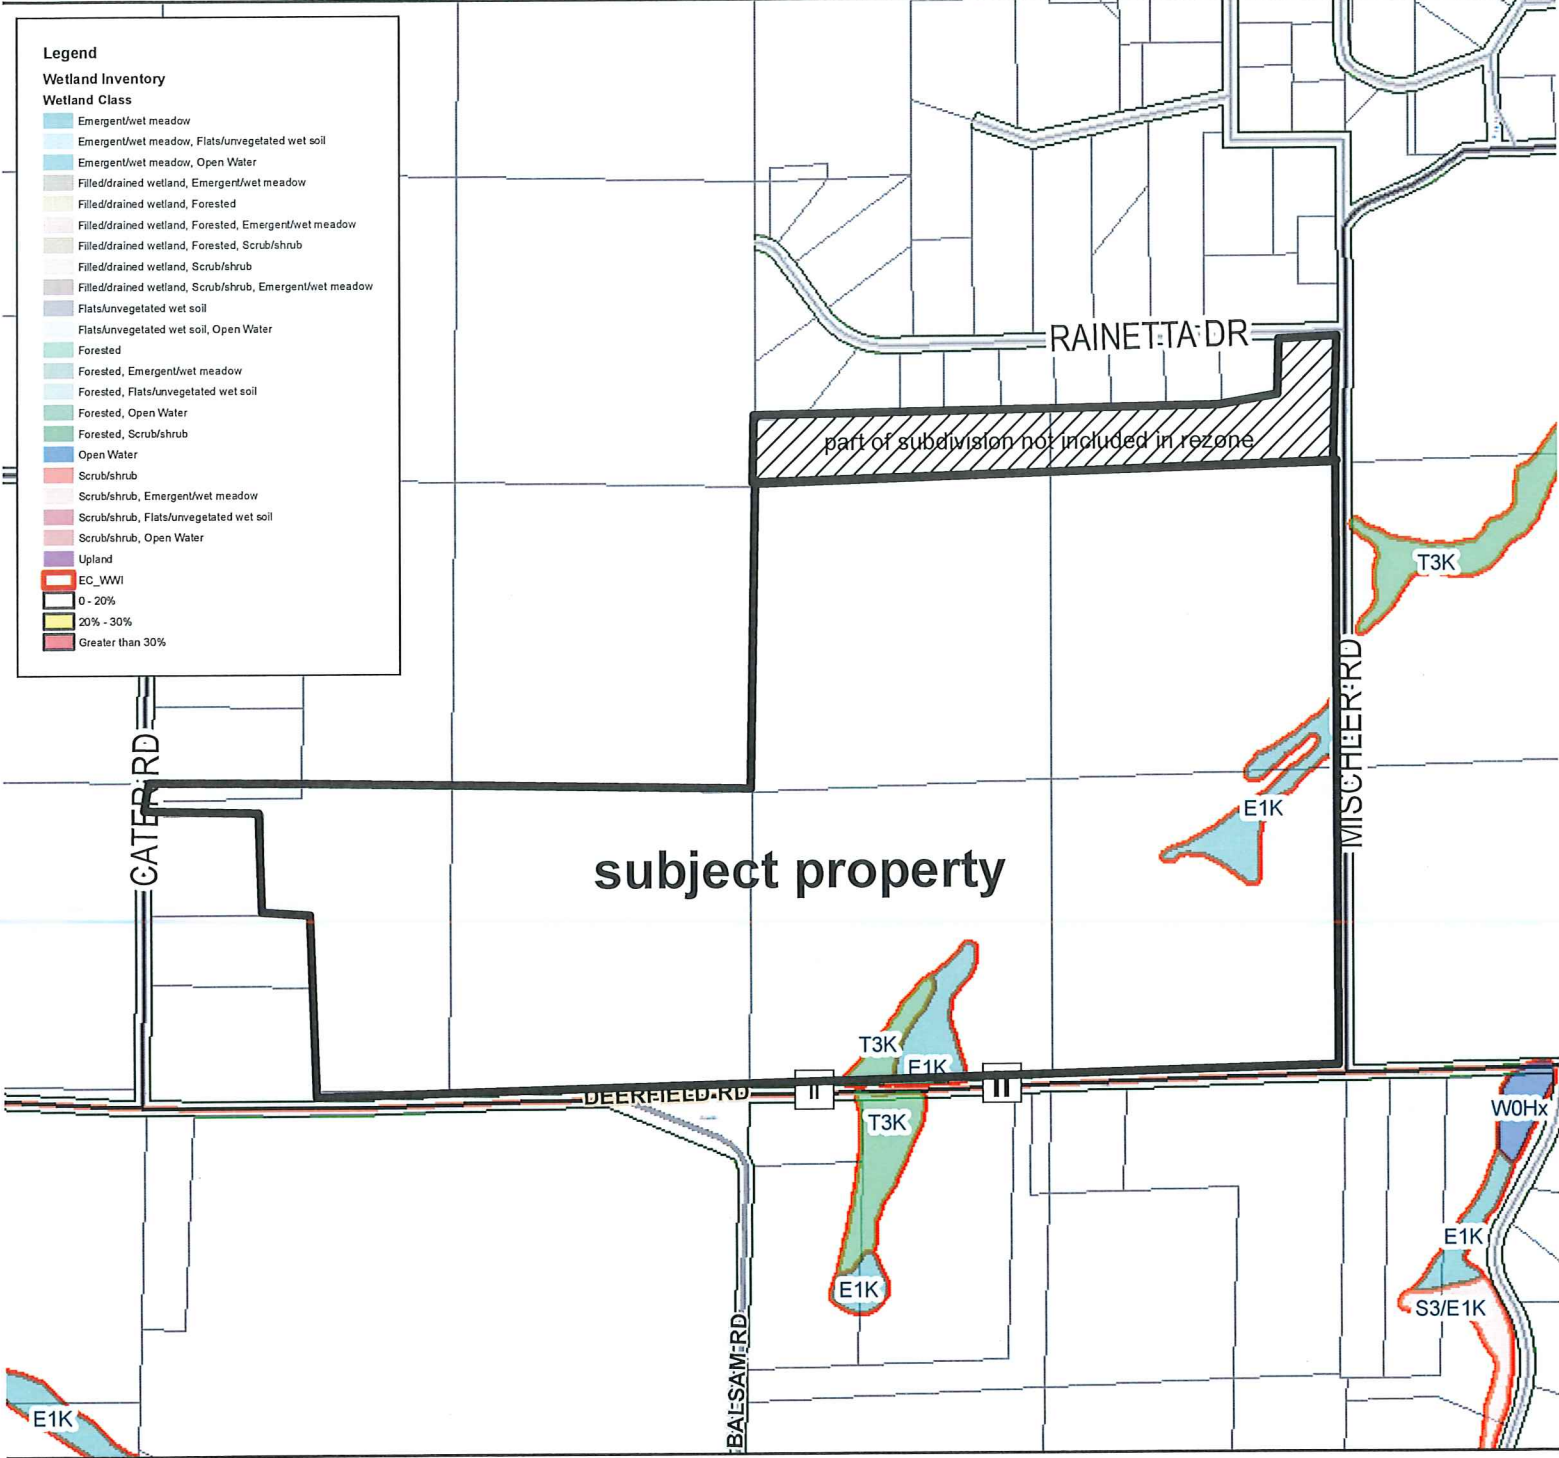 Legend
Wetland Inventory
Wetland Class
Emergent/wet meadow
Emergent/wet meadow, Flats/unvegetated wet soil
Emergent/wet meadow, Open Water
Filled/drained wetland, Emergent/wet meadow
Filled/drained wetland, Forested
Filled/drained wetland, Forested, Emergent/wet meadow
Filled/drained wetland, Forested, Scrub/shrub
Filled/drained wetland, Scrub/shrub
Filled/drained wetland, Scrub/shrub, Emergent/wet meadow
Flats/unvegetated wet soil
Flats/unvegetated wet soil, Open Water
Forested
Forested, Emergent/wet meadow
Forested, Flats/unvegetated wet soil
Forested, Open Water
Forested, Scrub/shrub
Open Water
Scrub/shrub
Scrub/shrub, Emergent/wet meadow
Scrub/shrub, Flats/unvegetated wet soil
Scrub/shrub, Open Water
Upland
EC_WWI
0 - 20%
20% - 30%
Greater than 30%
RAINETTA DR
part of subdivision not included in rezone
T3K
MISCHLER RD
CATER RD
E1K
subject property
T3K
E1K
DEERFIELD RD
II
II
T3K
W0Hx
E1K
E1K
S3/E1K
BALSAM RD
E1K